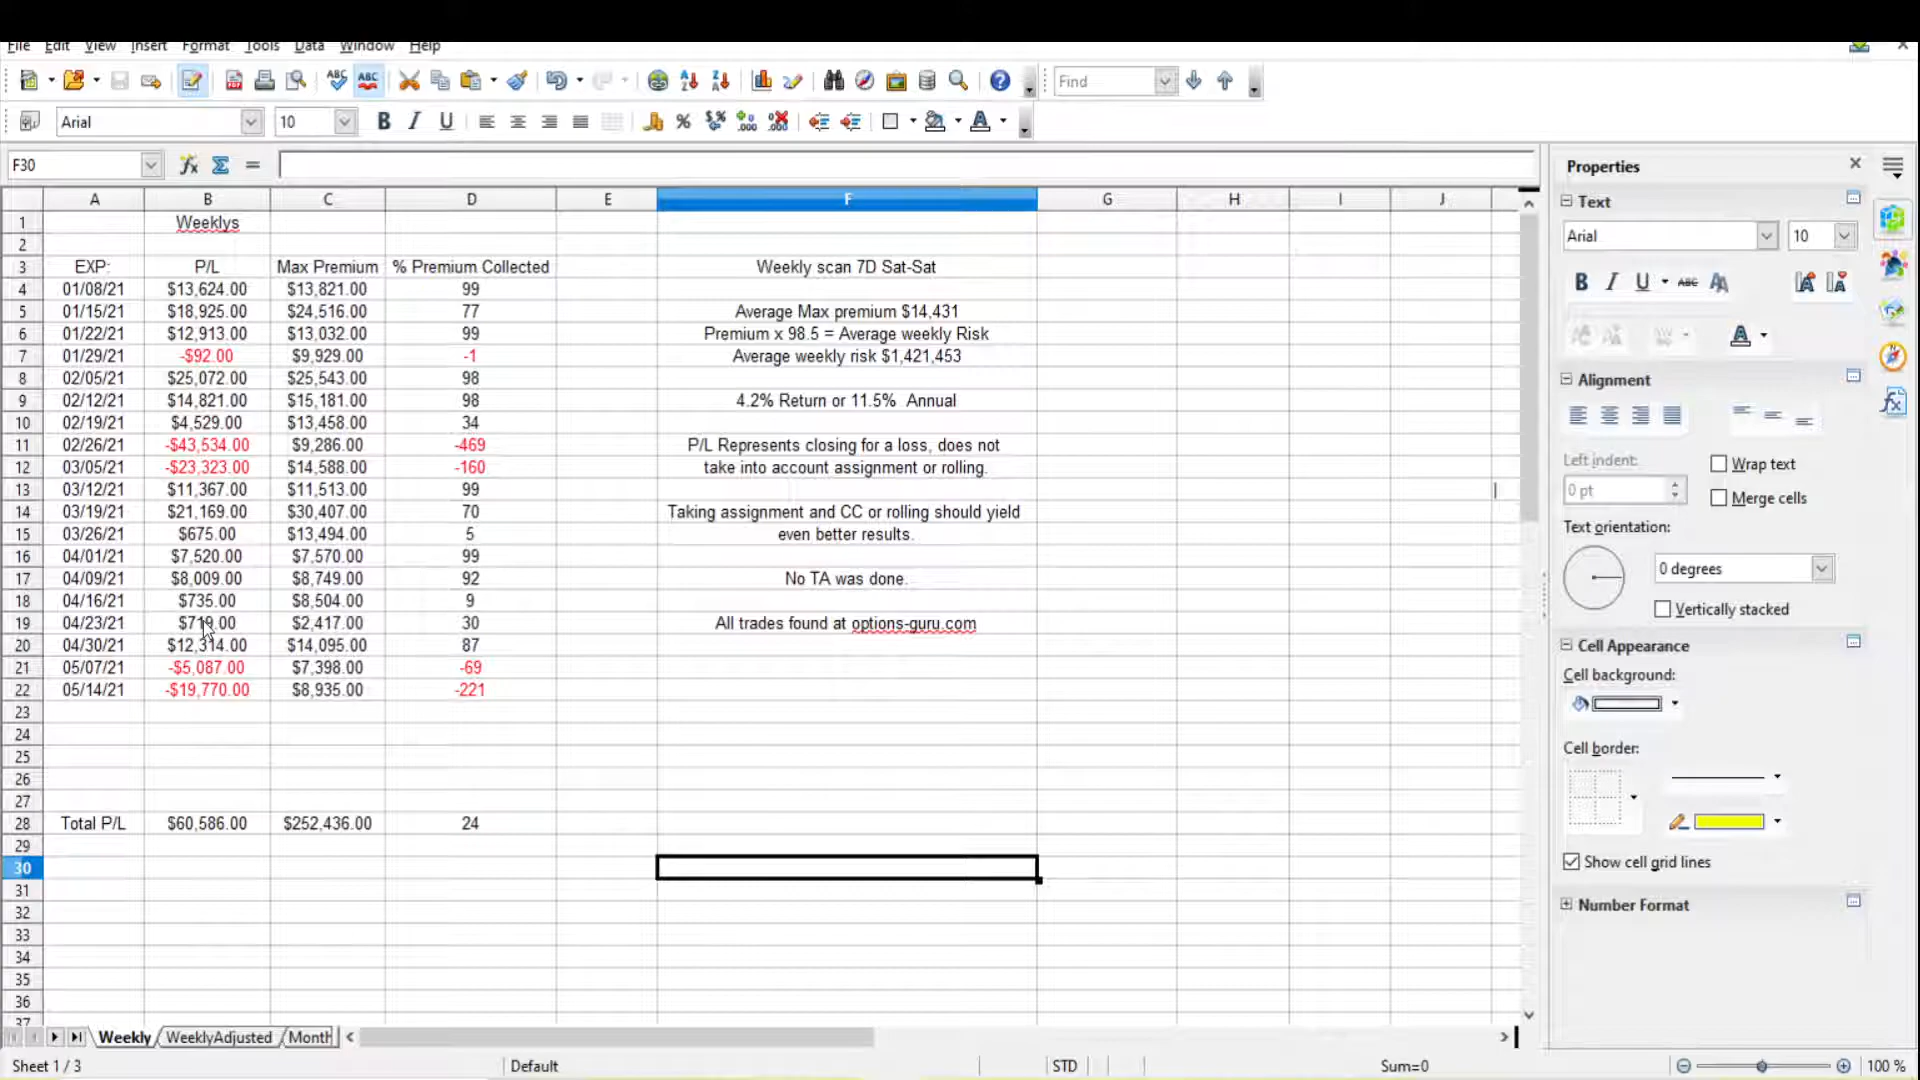 File Edit View Insert Format Tools Data Window Help
Find
Arial 10
F30
A B C D E F G H I J
1 Weeklys
2
3 EXP: P/L Max Premium % Premium Collected Weekly scan 7D Sat-Sat
4 01/08/21 $13,624.00 $13,821.00 99
5 01/15/21 $18,925.00 $24,516.00 77 Average Max premium $14,431
6 01/22/21 $12,913.00 $13,032.00 99 Premium x 98.5 = Average weekly Risk
7 01/29/21 -$92.00 $9,929.00 -1 Average weekly risk $1,421,453
8 02/05/21 $25,072.00 $25,543.00 98
9 02/12/21 $14,821.00 $15,181.00 98 4.2% Return or 11.5% Annual
10 02/19/21 $4,529.00 $13,458.00 34
11 02/26/21 -$43,534.00 $9,286.00 -469 P/L Represents closing for a loss, does not
12 03/05/21 -$23,323.00 $14,588.00 -160 take into account assignment or rolling.
13 03/12/21 $11,367.00 $11,513.00 99
14 03/19/21 $21,169.00 $30,407.00 70 Taking assignment and CC or rolling should yield
15 03/26/21 $675.00 $13,494.00 5 even better results.
16 04/01/21 $7,520.00 $7,570.00 99
17 04/09/21 $8,009.00 $8,749.00 92 No TA was done.
18 04/16/21 $735.00 $8,504.00 9
19 04/23/21 $719.00 $2,417.00 30 All trades found at options-guru.com
20 04/30/21 $12,314.00 $14,095.00 87
21 05/07/21 -$5,087.00 $7,398.00 -69
22 05/14/21 -$19,770.00 $8,935.00 -221
23
24
25
26
27
28 Total P/L $60,586.00 $252,436.00 24
29
30
31
32
33
34
35
36
37
Weekly WeeklyAdjusted Month
Sheet 1 / 3 Default STD Sum=0 100 %
Properties
Text
Arial 10
Alignment
Left indent:
Wrap text
0 pt
Merge cells
Text orientation:
0 degrees
Vertically stacked
Cell Appearance
Cell background:
Cell border:
Show cell grid lines
Number Format